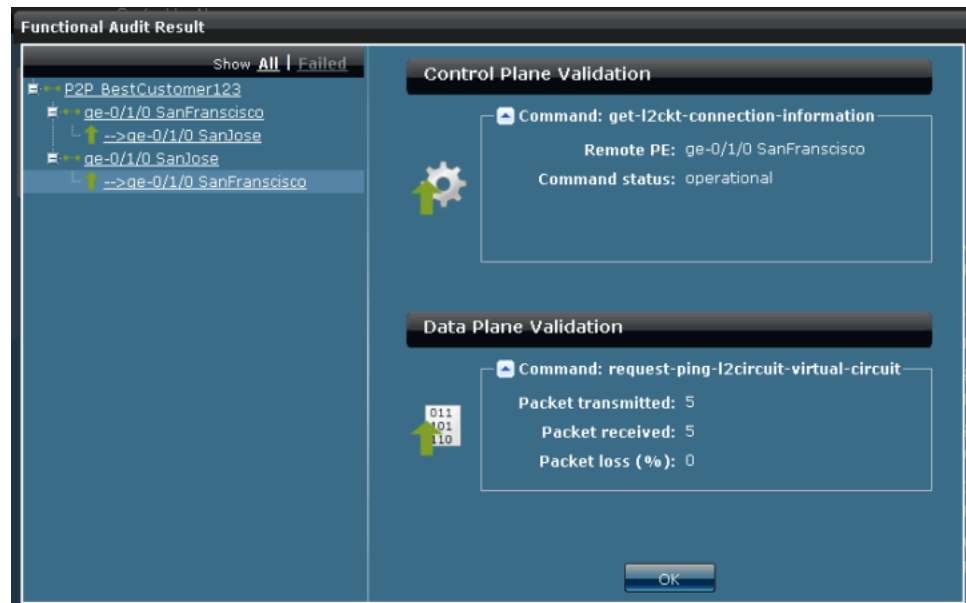 Functional Audit Result
Show All | Failed
P2P BestCustomer123
ge-0/1/0 SanFranscisco
-->ge-0/1/0 SanJose
ge-0/1/0 SanJose
-->ge-0/1/0 SanFranscisco
Control Plane Validation
Command: get-l2ckt-connection-information
Remote PE: ge-0/1/0 SanFranscisco
Command status: operational
Data Plane Validation
Command: request-ping-l2circuit-virtual-circuit
011
101
110
Packet transmitted: 5
Packet received: 5
Packet loss (%): 0
OK